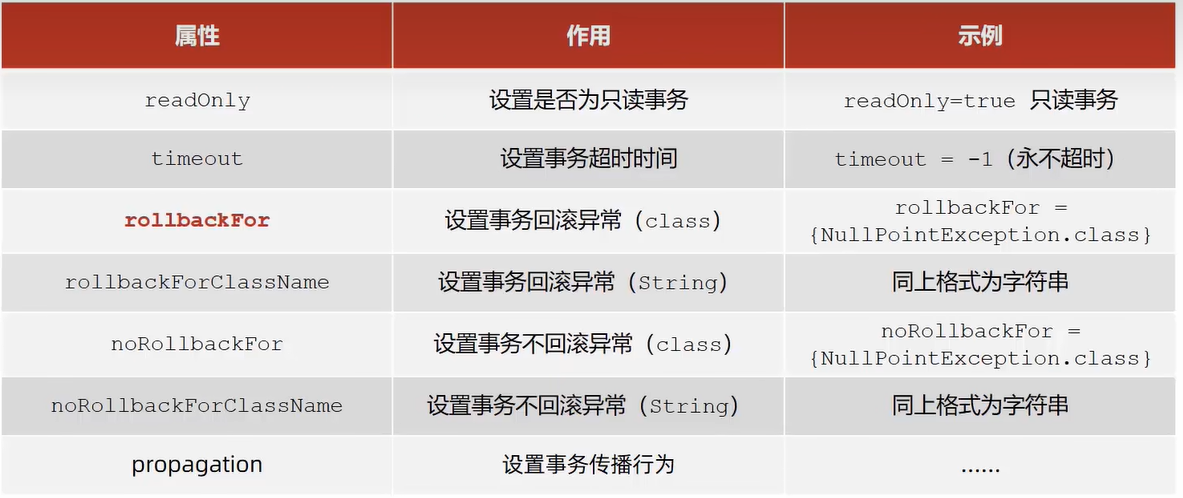 属性 作用 示例
readOnly 设置是否为只读事务 readOnly=true 只读事务
timeout 设置事务超时时间 timeout = -1（永不超时）
rollbackFor 设置事务回滚异常（class） rollbackFor =
{NullPointException.class}
rollbackForClassName 设置事务回滚异常（String） 同上格式为字符串
noRollbackFor 设置事务不回滚异常（class） noRollbackFor =
{NullPointException.class}
noRollbackForClassName 设置事务不回滚异常（String） 同上格式为字符串
propagation 设置事务传播行为 ……